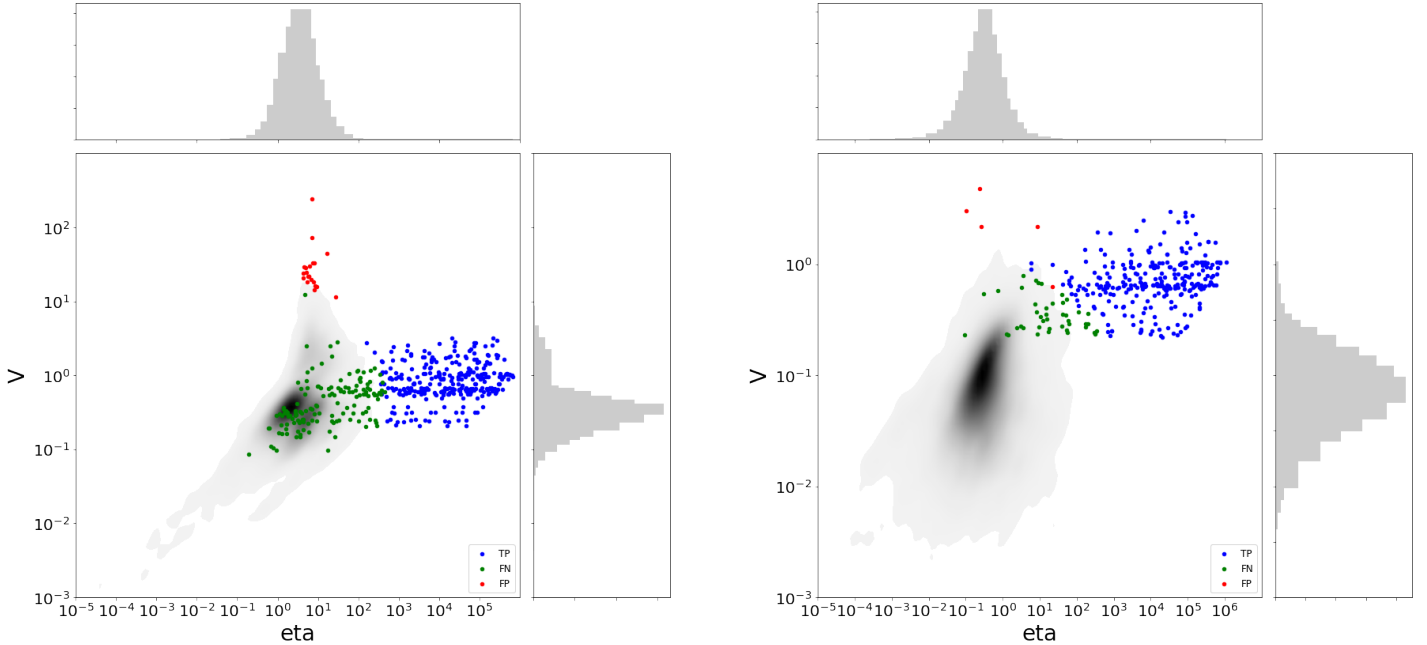 10² 10⁰
10¹
V 10⁰ V 10⁻¹
10⁻¹
10⁻² 10⁻²
TP TP
FN FN
FP FP
10⁻³ 10⁻³
10⁻⁵ 10⁻⁴ 10⁻³ 10⁻² 10⁻¹ 10⁰ 10¹ 10² 10³ 10⁴ 10⁵ 10⁻⁵ 10⁻⁴ 10⁻³ 10⁻² 10⁻¹ 10⁰ 10¹ 10² 10³ 10⁴ 10⁵ 10⁶
eta eta